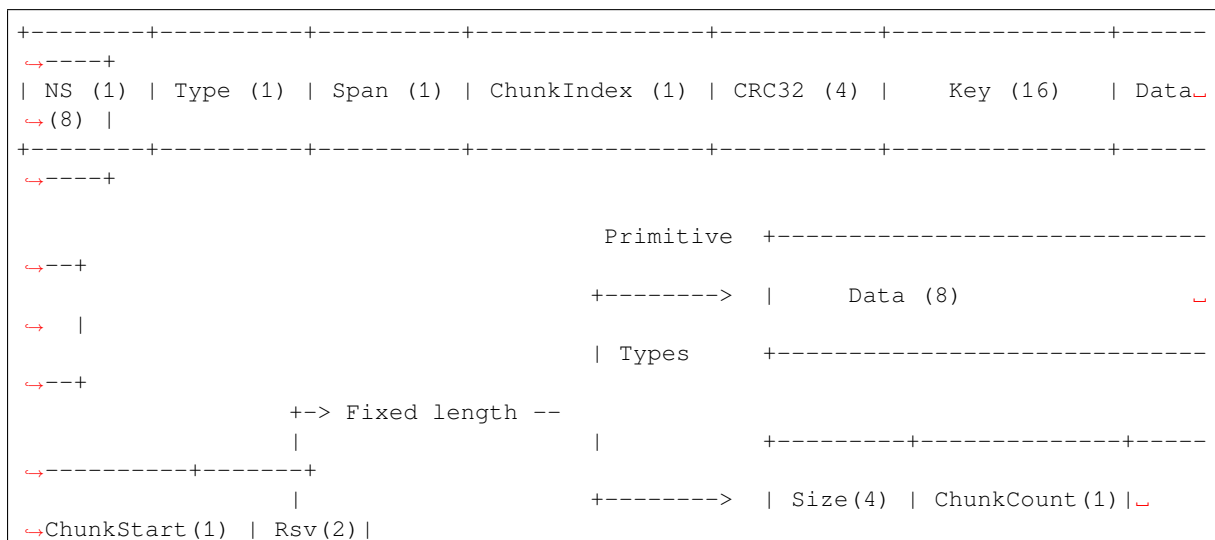 +--------+----------+----------+---------------+-----------+---------------+------
↪----+
| NS (1) | Type (1) | Span (1) | ChunkIndex (1) | CRC32 (4) |    Key (16)   | Data␣
↪(8) |
+--------+----------+----------+---------------+-----------+---------------+------
↪----+
                                         Primitive  +-----------------------------
↪--+
                                        +-------->  |     Data (8)               ␣
↪  |
                                        | Types     +-----------------------------
↪--+
                   +-> Fixed length --
                   |                    |           +---------+--------------+-----
↪----------+-------+
                   |                    +-------->  | Size(4) | ChunkCount(1)|␣
↪ChunkStart(1) | Rsv(2)|